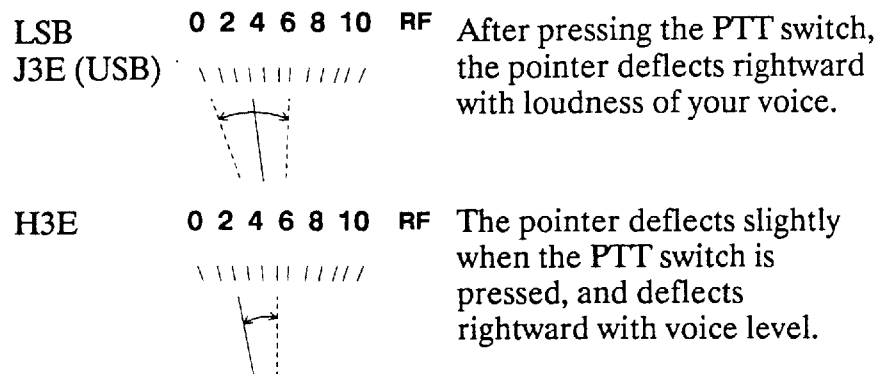 LSB
J3E (USB)
0 2 4 6 8 10 RF
After pressing the PTT switch,
the pointer deflects rightward
with loudness of your voice.
H3E
0 2 4 6 8 10 RF
The pointer deflects slightly
when the PTT switch is
pressed, and deflects
rightward with voice level.